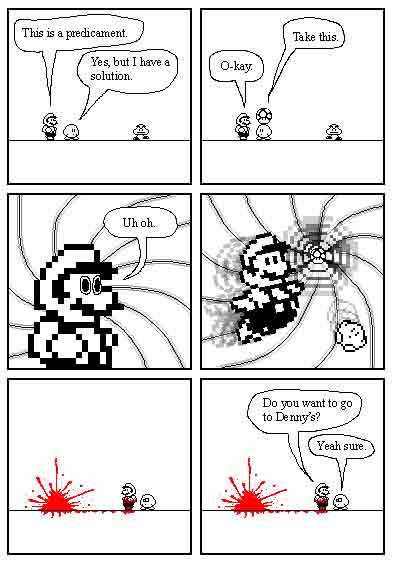 This is a predicament.
Yes, but I have a
solution.
O-kay.
Take this.
Uh oh.
Do you want to go
to Denny's?
Yeah sure.